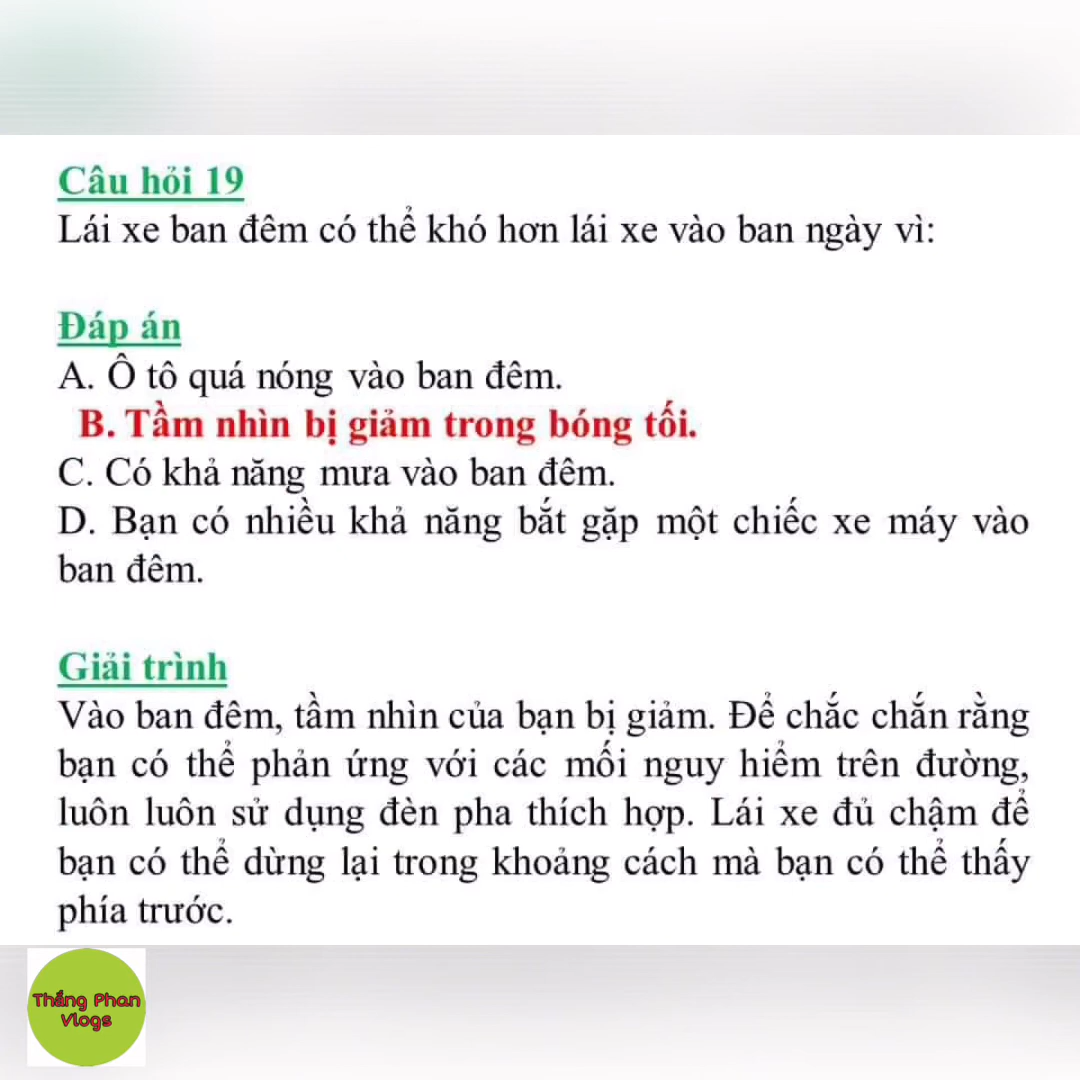 Câu hỏi 19
Lái xe ban đêm có thể khó hơn lái xe vào ban ngày vì:
Đáp án
A. Ô tô quá nóng vào ban đêm.
B. Tầm nhìn bị giảm trong bóng tối.
C. Có khả năng mưa vào ban đêm.
D. Bạn có nhiều khả năng bắt gặp một chiếc xe máy vào
ban đêm.
Giải trình
Vào ban đêm, tầm nhìn của bạn bị giảm. Để chắc chắn rằng
bạn có thể phản ứng với các mối nguy hiểm trên đường,
luôn luôn sử dụng đèn pha thích hợp. Lái xe đủ chậm để
bạn có thể dừng lại trong khoảng cách mà bạn có thể thấy
phía trước.
Thắng Phan
Vlogs